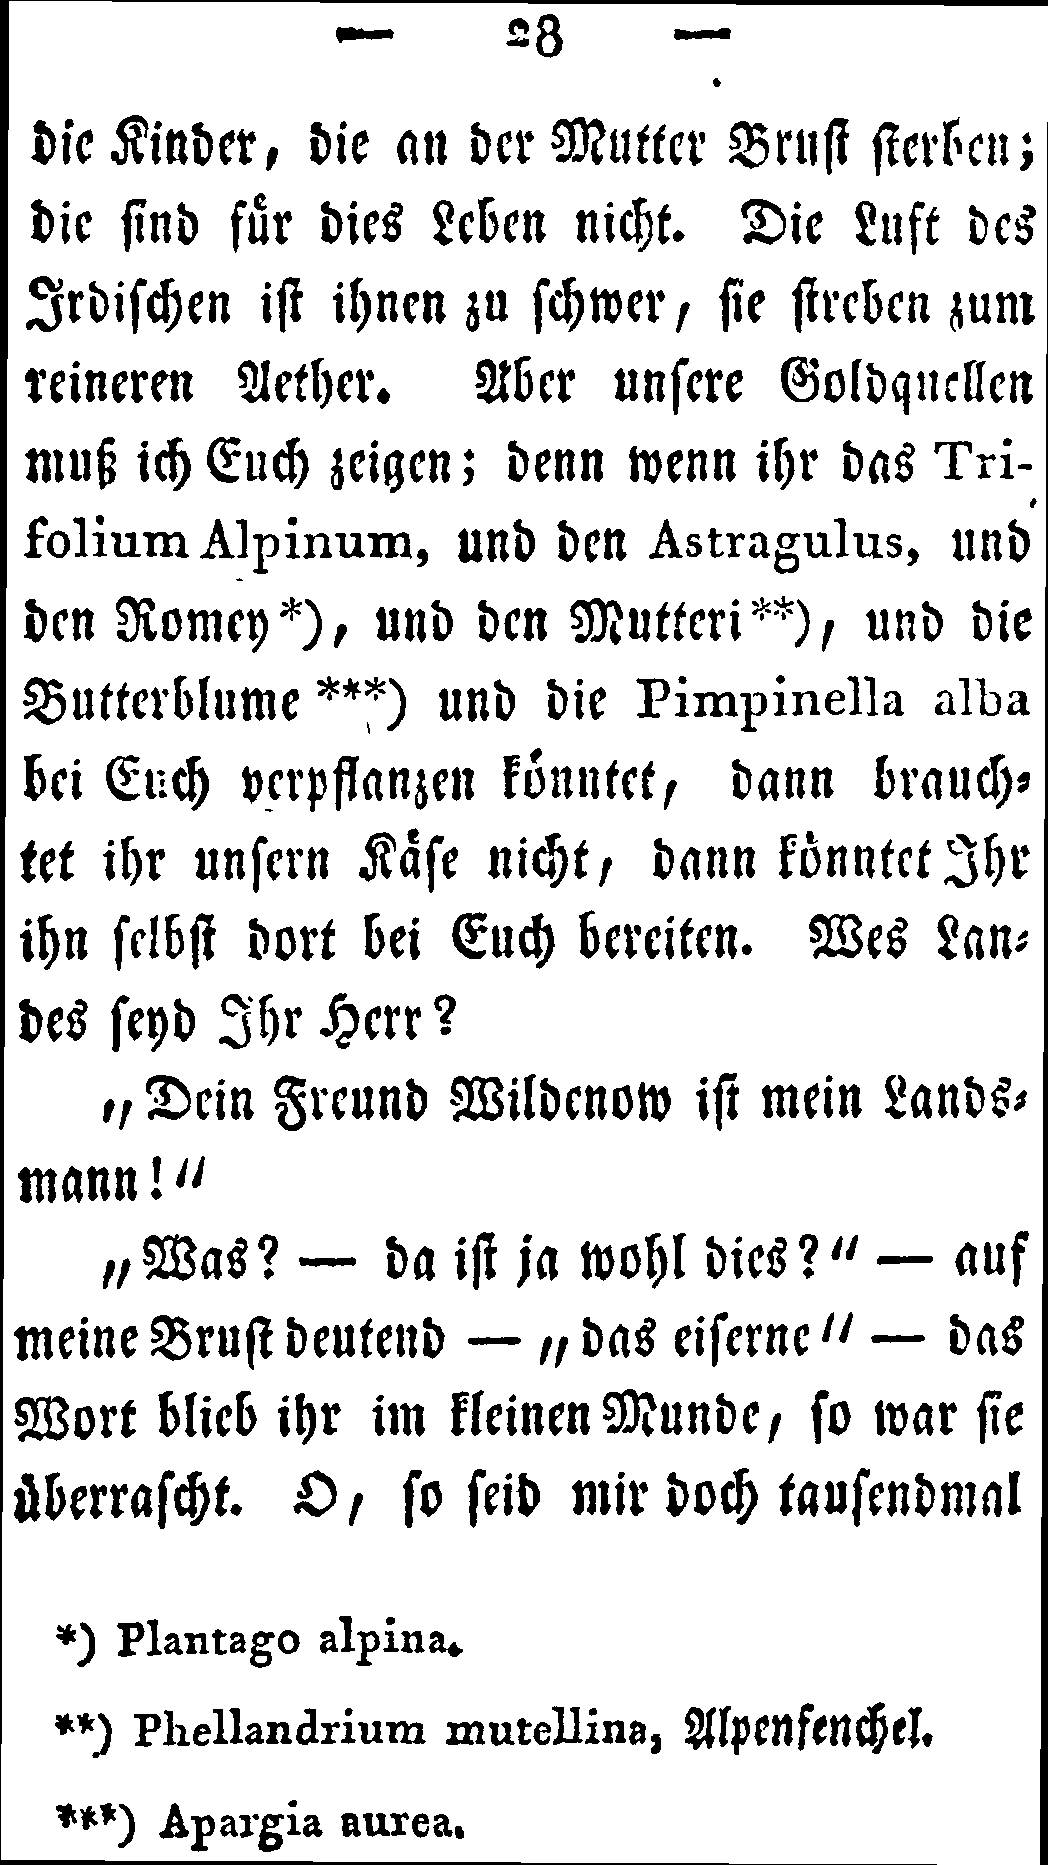 — 28 —
die Kinder, die an der Mutter Brust sterben;
die sind für dies Leben nicht. Die Luft des
Irdischen ist ihnen zu schwer, sie streben zum
reineren Aether. Aber unsere Goldquellen
muß ich Euch zeigen; denn wenn ihr das Tri-
folium Alpinum, und den Astragulus, und
den Romey *), und den Mutteri **), und die
Butterblume ***) und die Pimpinella alba
bei Euch verpflanzen könntet, dann brauch-
tet ihr unsern Käse nicht, dann könntet Ihr
ihn selbst dort bei Euch bereiten. Wes Lan-
des seyd Ihr Herr?
„Dein Freund Wildenow ist mein Lands-
mann!“
„Was? — da ist ja wohl dies?“ — auf
meine Brust deutend — „das eiserne“ — das
Wort blieb ihr im kleinen Munde, so war sie
überrascht. O, so seid mir doch tausendmal
*) Plantago alpina.
**) Phellandrium mutellina, Alpenfenchel.
***) Apargia aurea.